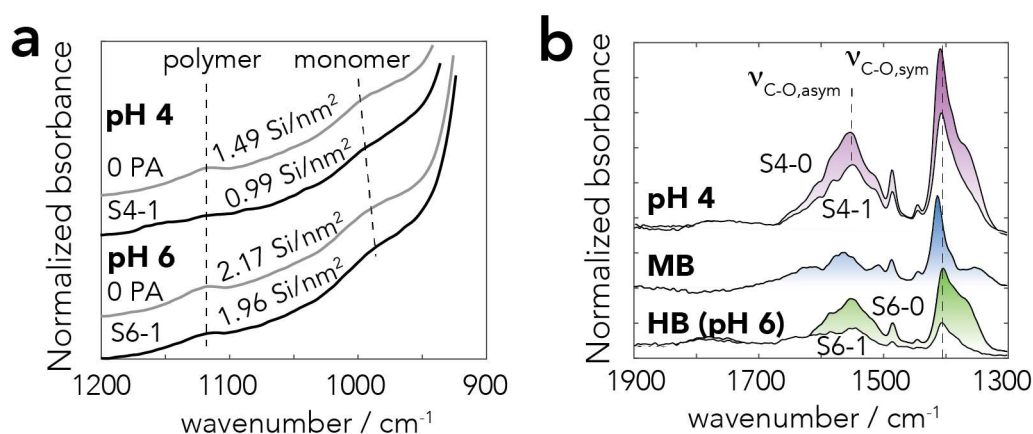 a
Normalized bsorbance
polymer
monomer
pH 4
0 PA
1.49 Si/nm²
S4-1
0.99 Si/nm²
pH 6
0 PA
2.17 Si/nm²
S6-1
1.96 Si/nm²
1200
1100
1000
900
wavenumber / cm⁻¹
b
Normalized bsorbance
ν C-O,asym
ν C-O,sym
S4-0
pH 4
S4-1
MB
S6-0
HB (pH 6)
S6-1
1900
1700
1500
1300
wavenumber / cm⁻¹